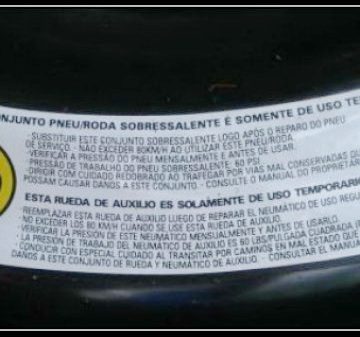 CONJUNTO PNEU/RODA SOBRESSALENTE É SOMENTE DE USO TE
· SUBSTITUIR ESTE CONJUNTO SOBRESSALENTE LOGO APÓS O REPARO DO PNEU
DE SERVIÇO. · NÃO EXCEDER 80KM/H AO UTILIZAR ESTE PNEU/RODA.
· VERIFICAR A PRESSÃO DO PNEU MENSALMENTE E ANTES DE USAR.
· PRESSÃO DE TRABALHO DO PNEU SOBRESSALENTE: 60 PSI
· DIRIGIR COM CUIDADO REDOBRADO AO TRAFEGAR POR VIAS MAL CONSERVADAS QUE
POSSAM CAUSAR DANOS A ESTE CONJUNTO. · CONSULTE O MANUAL DO PROPRIETÁ
ESTA RUEDA DE AUXILIO ES SOLAMENTE DE USO TEMPORARIO
· REEMPLAZAR ESTA RUEDA DE AUXILIO LUEGO DE REPARAR EL NEUMÁTICO DE USO REGU
· NO EXCEDER LOS 80 KM/H CUANDO SE USE ESTA RUEDA DE AUXILIO.
· VERIFICAR LA PRESIÓN DE ESTE NEUMÁTICO MENSUALMENTE Y ANTES DE USARLO.
· LA PRESIÓN DE TRABAJO DEL NEUMÁTICO DE AUXILIO ES 60 LBS/PULGADA CUADRADA
· CONDUCIR CON ESPECIAL CUIDADO AL TRANSITAR POR CAMINOS EN MAL ESTADO QUE
DAÑOS A ESTE CONJUNTO DE RUEDA Y NEUMÁTICO DE AUXILIO. · CONSULTAR EL MANUAL